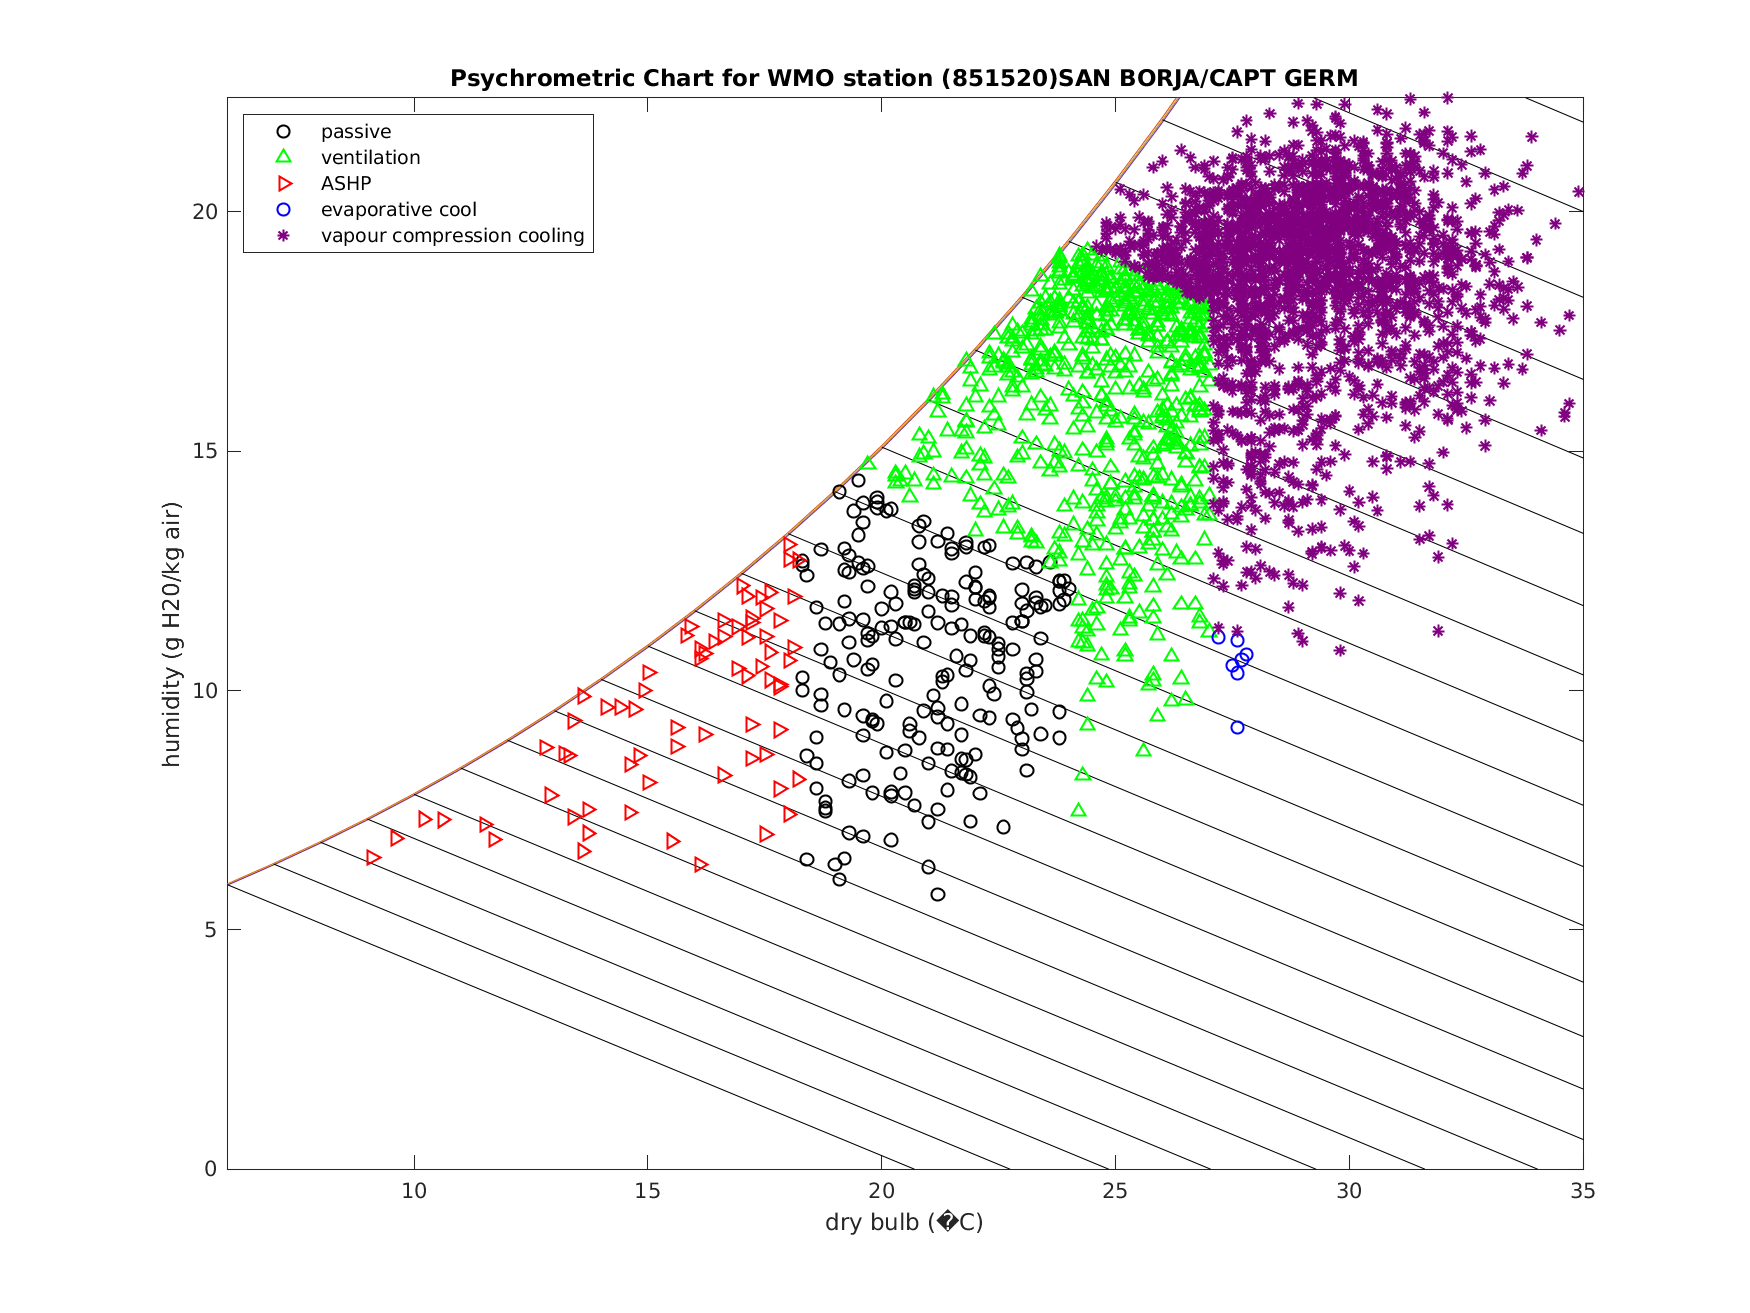 Psychrometric Chart for WMO station (851520)SAN BORJA/CAPT GERM
passive
ventilation
ASHP
evaporative cool
vapour compression cooling
humidity (g H20/kg air)
20
15
10
5
0
10 15 20 25 30 35
dry bulb (�C)